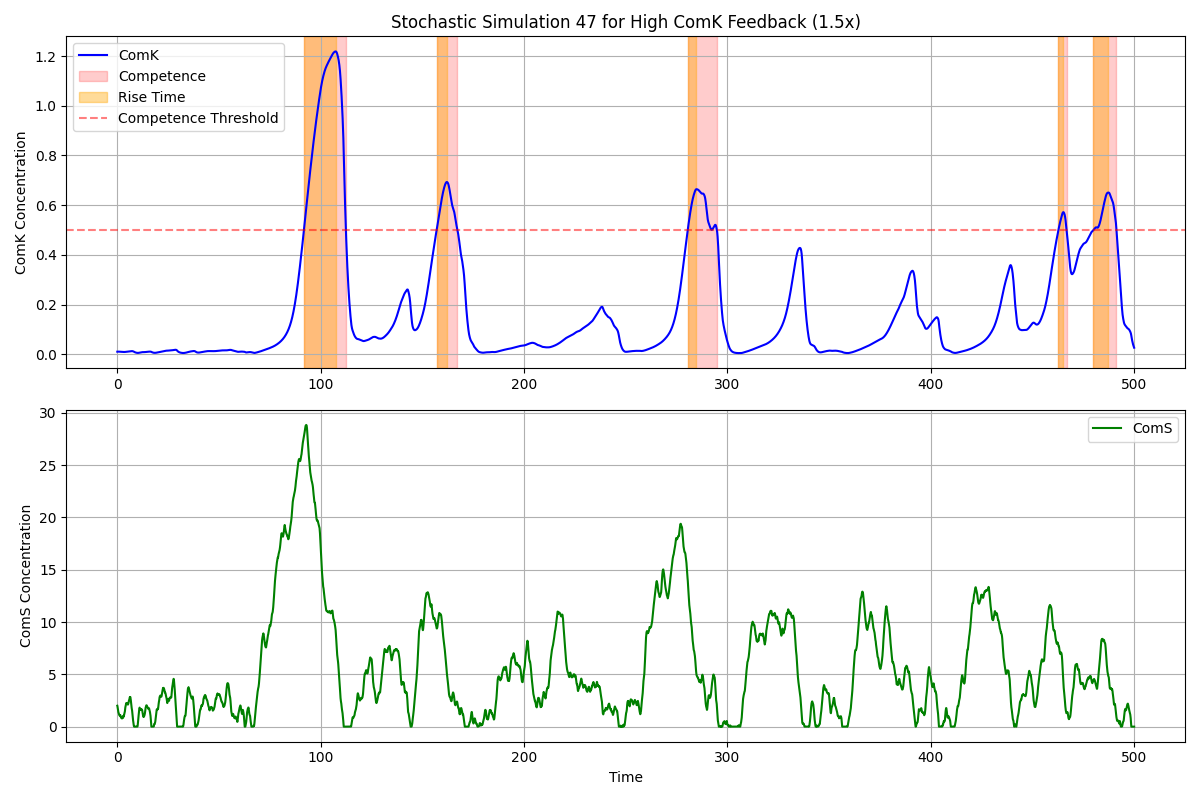 Stochastic Simulation 47 for High ComK Feedback (1.5x)
ComK Concentration
1.2
1.0
0.8
0.6
0.4
0.2
0.0
ComK
Competence
Rise Time
Competence Threshold
0 100 200 300 400 500
ComS Concentration
30
25
20
15
10
5
0
ComS
0 100 200 300 400 500
Time